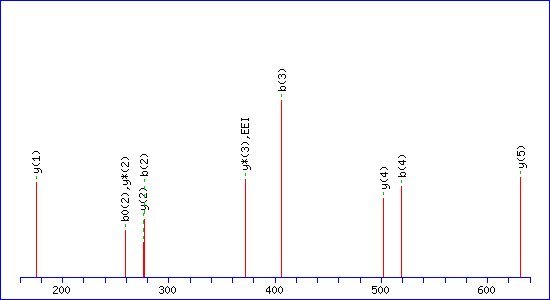 y(1)
b0(2),y*(2)
y(2)
b(2)
y*(3),EEI
b(3)
y(4)
b(4)
y(5)
200
300
400
500
600